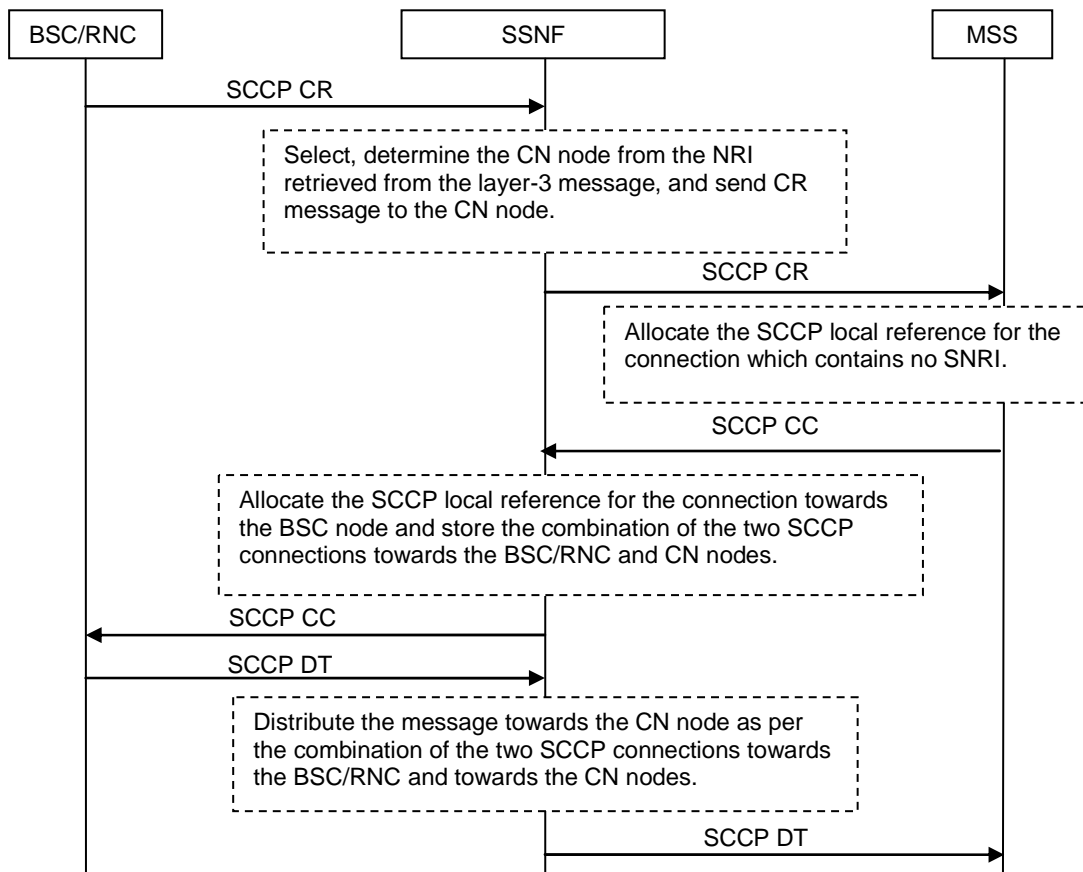 BSC/RNC
SSNF
MSS
SCCP CR
Select, determine the CN node from the NRI
retrieved from the layer-3 message, and send CR
message to the CN node.
SCCP CR
Allocate the SCCP local reference for the
connection which contains no SNRI.
SCCP CC
Allocate the SCCP local reference for the connection towards
the BSC node and store the combination of the two SCCP
connections towards the BSC/RNC and CN nodes.
SCCP CC
SCCP DT
Distribute the message towards the CN node as per
the combination of the two SCCP connections towards
the BSC/RNC and towards the CN nodes.
SCCP DT